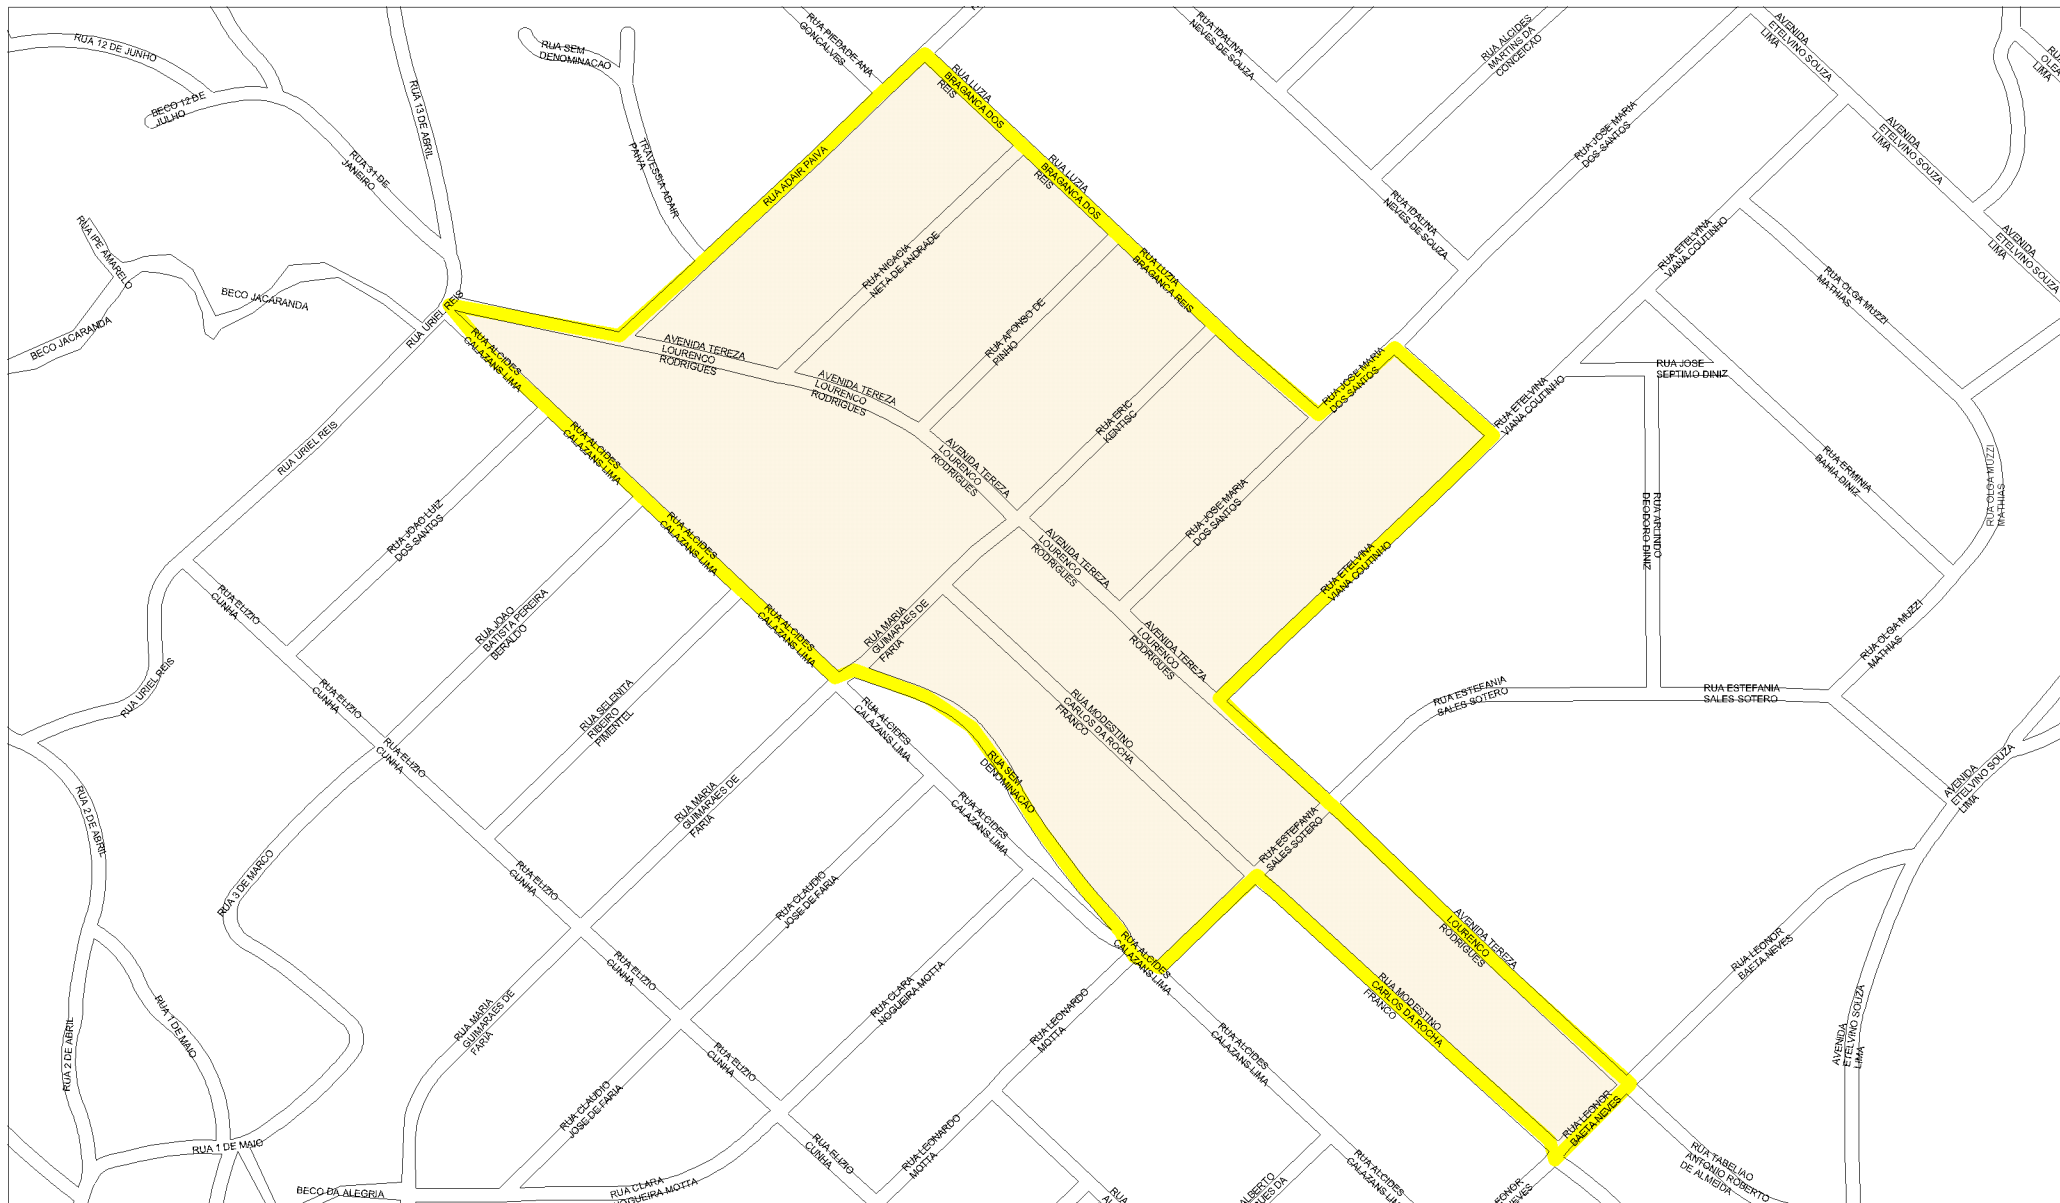 RUA 12 DE JUNHO
BECO 12 DE
JULHO
RUA 31 DE
JANEIRO
RUA 13 DE ABRIL
RUA SEM
DENOMINACAO
TRAVESSIA ADAIR
PAIVA
RUA PIEDADE ANA
GONCALVES
RUA ADAIR PAIVA
RUA LUZIA
BRAGANCA DOS
REIS
RUA LUZIA
BRAGANCA DOS
REIS
RUA LUZIA
BRAGANCA REIS
RUA IDALINA
NEVES DE SOUZA
RUA IDALINA
NEVES DE SOUZA
RUA ALCIDES
MARTINS DA
CONCEICAO
RUA JOSE MARIA
DOS SANTOS
AVENIDA
ETELVINO SOUZA
LIMA
AVENIDA
ETELVINO SOUZA
LIMA
AVENIDA
ETELVINO SOUZA
LIMA
LIMA
RUA IPE AMARELO
BECO JACARANDA
BECO JACARANDA
RUA URIEL REIS
RUA URIEL REIS
RUA URIEL REIS
RUA ALCIDES
CALAZANS LIMA
RUA ALCIDES
CALAZANS LIMA
RUA ALCIDES
CALAZANS LIMA
RUA ALCIDES
CALAZANS LIMA
RUA NICACIA
NETA DE ANDRADE
RUA AFONSO DE
PINHO
RUA ERIC
KENTISC
AVENIDA TEREZA
LOURENCO
RODRIGUES
AVENIDA TEREZA
LOURENCO
RODRIGUES
AVENIDA TEREZA
LOURENCO
RODRIGUES
AVENIDA TEREZA
LOURENCO
RODRIGUES
AVENIDA TEREZA
LOURENCO
RODRIGUES
RUA JOSE MARIA
DOS SANTOS
RUA JOSE MARIA
DOS SANTOS
RUA ETELVINA
VIANA COUTINHO
RUA ETELVINA
VIANA COUTINHO
RUA ETELVINA
VIANA COUTINHO
RUA OLGA MUZZI
MATHIAS
RUA JOSE
SEPTIMO DINIZ
RUA ERMINIA
BAHIA DINIZ
RUA ARLINDO
DEODORO DINIZ
RUA OLGA MUZZI
MATHIAS
RUA OLGA MUZZI
MATHIAS
RUA ESTEFANIA
SALES SOTERO
RUA ESTEFANIA
SALES SOTERO
RUA JOAO LUIZ
DOS SANTOS
RUA JOAO
BATISTA PEREIRA
BERALDO
RUA SELENITA
RIBEIRO
PIMENTEL
RUA ELIZIO
CUNHA
RUA ELIZIO
CUNHA
RUA ELIZIO
CUNHA
RUA ELIZIO
CUNHA
RUA ELIZIO
CUNHA
RUA ELIZIO
CUNHA
RUA ELIZIO
CUNHA
RUA MARIA
GUIMARAES DE
FARIA
RUA MARIA
GUIMARAES DE
FARIA
RUA MARIA
GUIMARAES DE
FARIA
RUA MODESTINO
CARLOS DA ROCHA
FRANCO
RUA SEM
DENOMINACAO
RUA ALCIDES
CALAZANS LIMA
RUA ALCIDES
CALAZANS LIMA
RUA ALCIDES
CALAZANS LIMA
RUA ALCIDES
CALAZANS LIMA
RUA ALCIDES
RUA ESTEFANIA
SALES SOTERO
AVENIDA TEREZA
LOURENCO
RODRIGUES
RUA MODESTINO
CARLOS DA ROCHA
FRANCO
RUA LEONOR
BAETA NEVES
RUA LEONOR
BAETA NEVES
AVENIDA
ETELVINO SOUZA
LIMA
AVENIDA
ETELVINO SOUZA
LIMA
RUA TABELIAO
ANTONIO ROBERTO
DE ALMEIDA
RUA CLAUDIO
JOSE DE FARIA
RUA CLAUDIO
JOSE DE FARIA
RUA CLARA
NOGUEIRA MOTTA
RUA CLARA
NOGUEIRA MOTTA
RUA LEONARDO
MOTTA
RUA LEONARDO
MOTTA
RUA 2 DE ABRIL
RUA 2 DE ABRIL
RUA 3 DE MARCO
RUA 1 DE MAIO
RUA 1 DE MAIO
BECO DA ALEGRIA